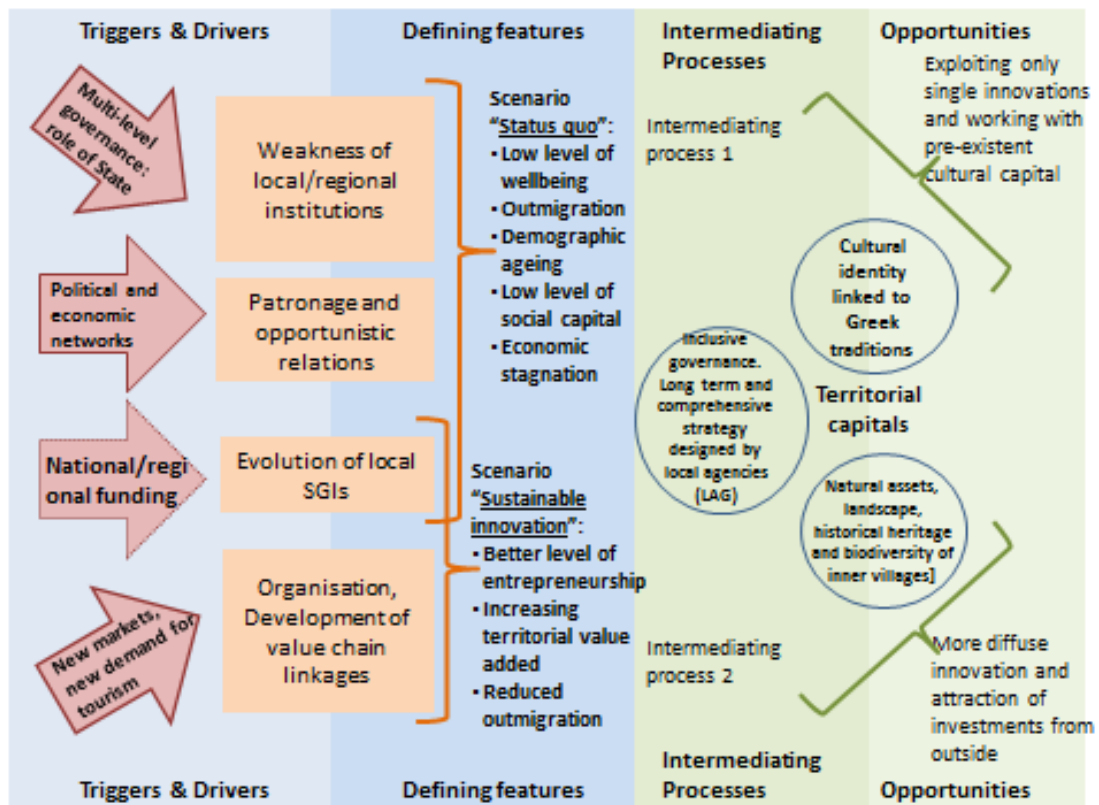 Triggers & Drivers
Defining features
Intermediating
Processes
Opportunities
Multi-level
governance:
role of State
Weakness of
local/regional
institutions
Political and
economic
networks
Patronage and
opportunistic
relations
National/regi
onal funding
Evolution of local
SGIs
New markets,
new demand for
tourism
Organisation,
Development of
value chain
linkages
Scenario
"Status quo":
▪ Low level of
wellbeing
▪ Outmigration
▪ Demographic
ageing
▪ Low level of
social capital
▪ Economic
stagnation
Scenario
"Sustainable
innovation":
▪ Better level of
entrepreneurship
▪ Increasing
territorial value
added
▪ Reduced
outmigration
Intermediating
process 1
Inclusive
governance.
Long term and
comprehensive
strategy
designed by
local agencies
(LAG)
Intermediating
process 2
Exploiting only
single innovations
and working with
pre-existent
cultural capital
Cultural
identity
linked to
Greek
traditions
Territorial
capitals
Natural assets,
landscape,
historical heritage
and biodiversity of
inner villages]
More diffuse
innovation and
attraction of
investments from
outside
Triggers & Drivers
Defining features
Intermediating
Processes
Opportunities